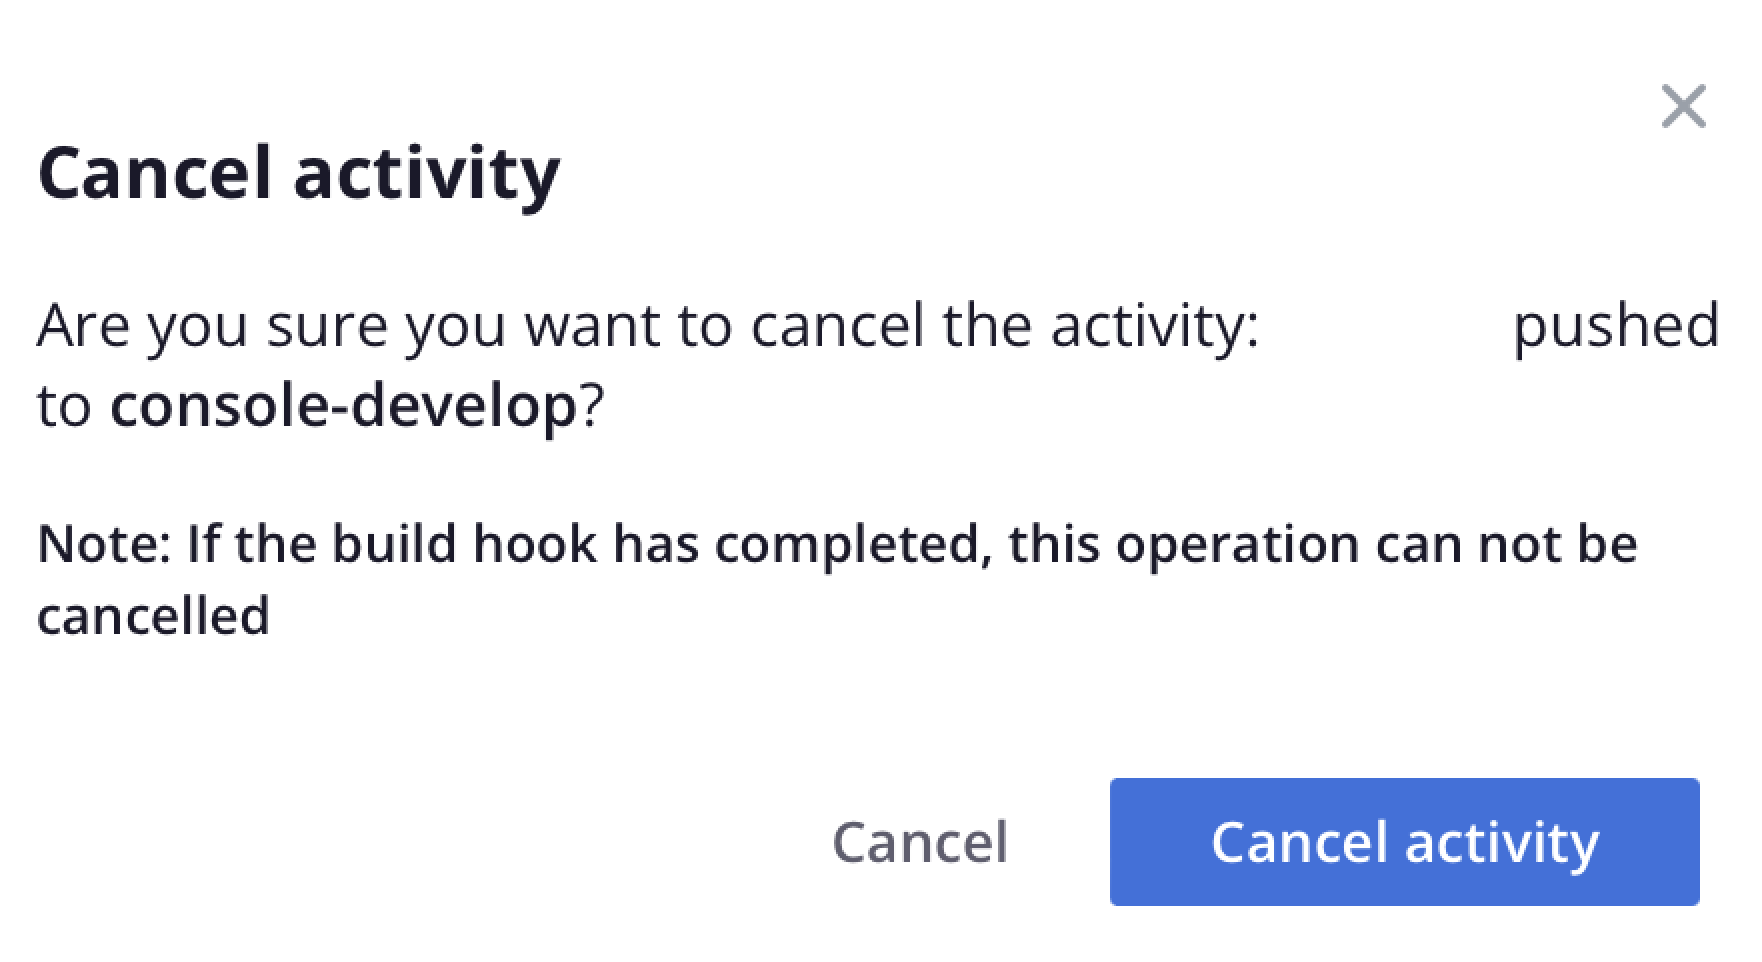 Cancel activity
Are you sure you want to cancel the activity: pushed
to console-develop?
Note: If the build hook has completed, this operation can not be
cancelled
Cancel
Cancel activity